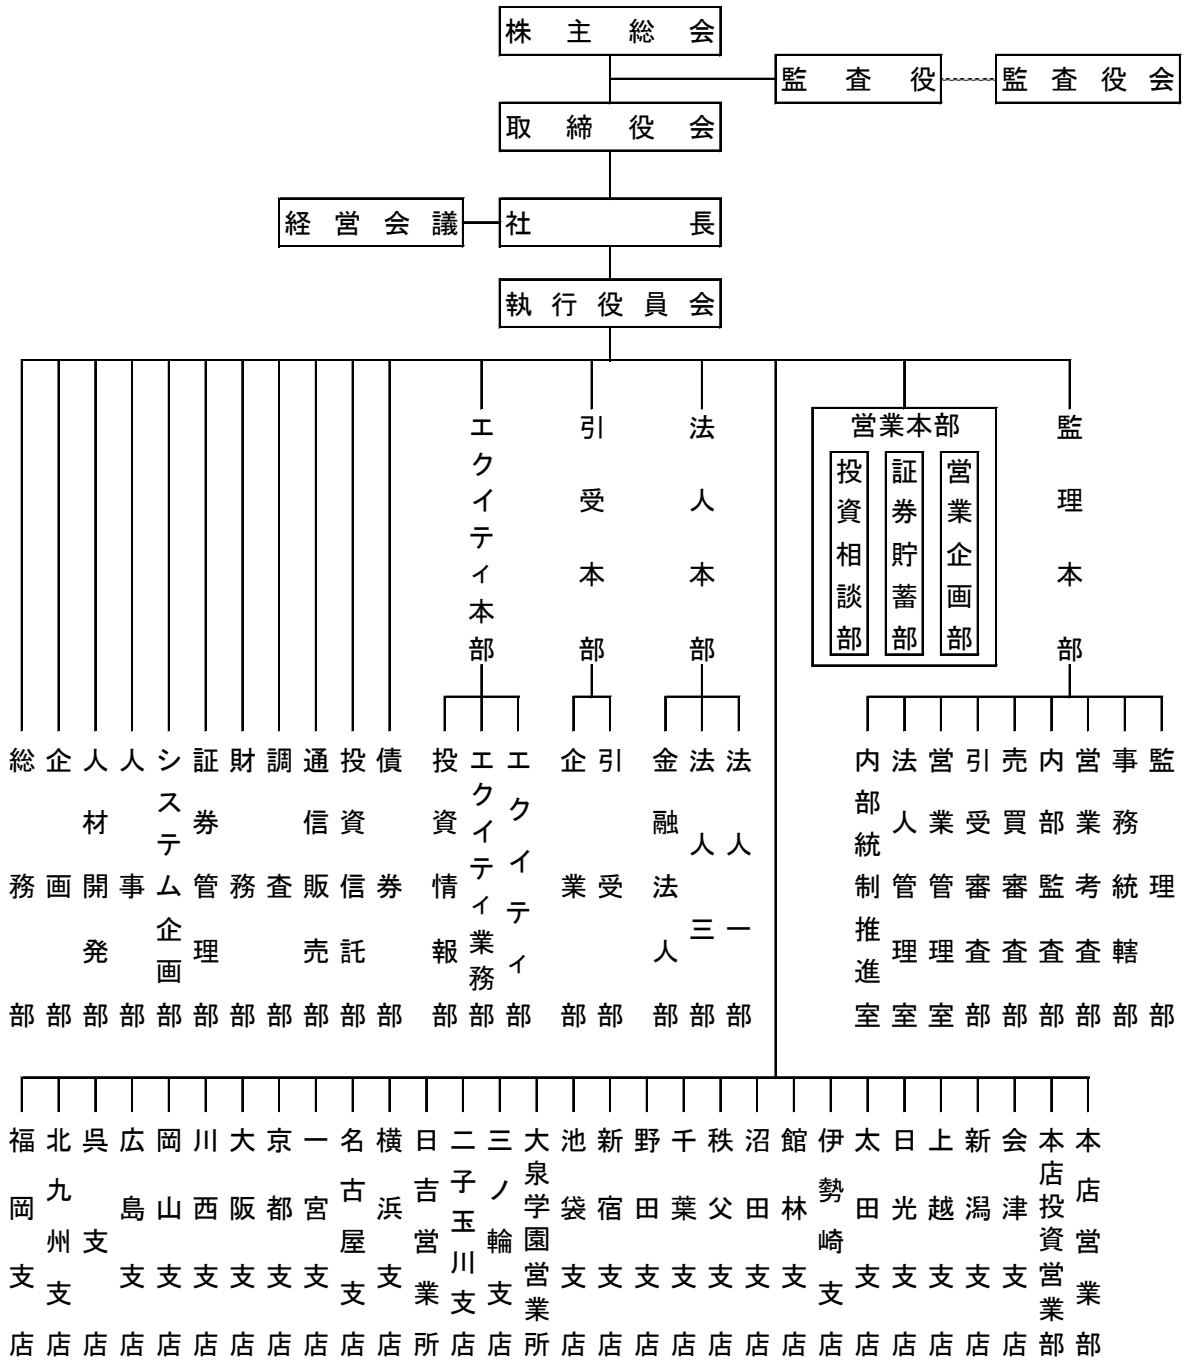 株主総会
監査役
監査役会
取締役会
経営会議
社長
執行役員会
エクイティ本部
引受本部
法人本部
営業本部
投資相談部
証券貯蓄部
営業企画部
監理本部
総務部
企画部
人材開発部
人事部
システム企画部
証券管理部
財務部
調査部
通信販売部
投資信託部
債券部
投資情報部
エクイティ業務部
エクイティ部
企業部
引受部
金融法人部
法人三部
法人一部
内部統制推進室
法人管理室
営業管理室
引受審査部
売買審査部
内部監査部
営業考査部
事務統轄部
監理部
福岡支店
北九州支店
呉支店
広島支店
岡山支店
川西支店
大阪支店
京都支店
一宮支店
名古屋支店
横浜支店
日吉営業所
二子玉川支店
三ノ輪支店
大泉学園営業所
池袋支店
新宿支店
野田支店
千葉支店
秩父支店
沼田支店
館林支店
伊勢崎支店
太田支店
日光支店
上越支店
新潟支店
会津支店
本店投資営業部
本店営業部